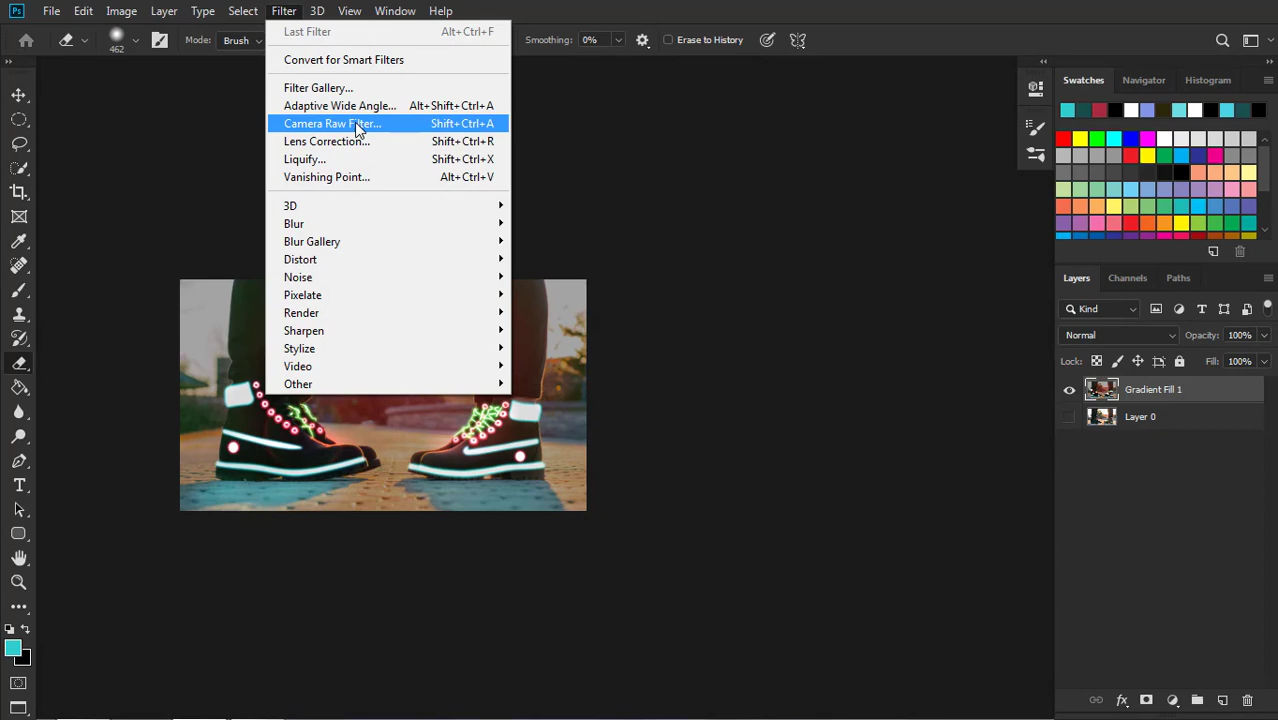 Ps File Edit Image Layer Type Select Filter 3D View Window Help
462 Mode: Brush Smoothing: 0% Erase to History
Last Filter Alt+Ctrl+F
Convert for Smart Filters
Filter Gallery...
Adaptive Wide Angle... Alt+Shift+Ctrl+A
Camera Raw Filter... Shift+Ctrl+A
Lens Correction... Shift+Ctrl+R
Liquify... Shift+Ctrl+X
Vanishing Point... Alt+Ctrl+V
3D
Blur
Blur Gallery
Distort
Noise
Pixelate
Render
Sharpen
Stylize
Video
Other
Swatches Navigator Histogram
Layers Channels Paths
Kind
Normal Opacity: 100%
Lock: Fill: 100%
Gradient Fill 1
Layer 0
fx